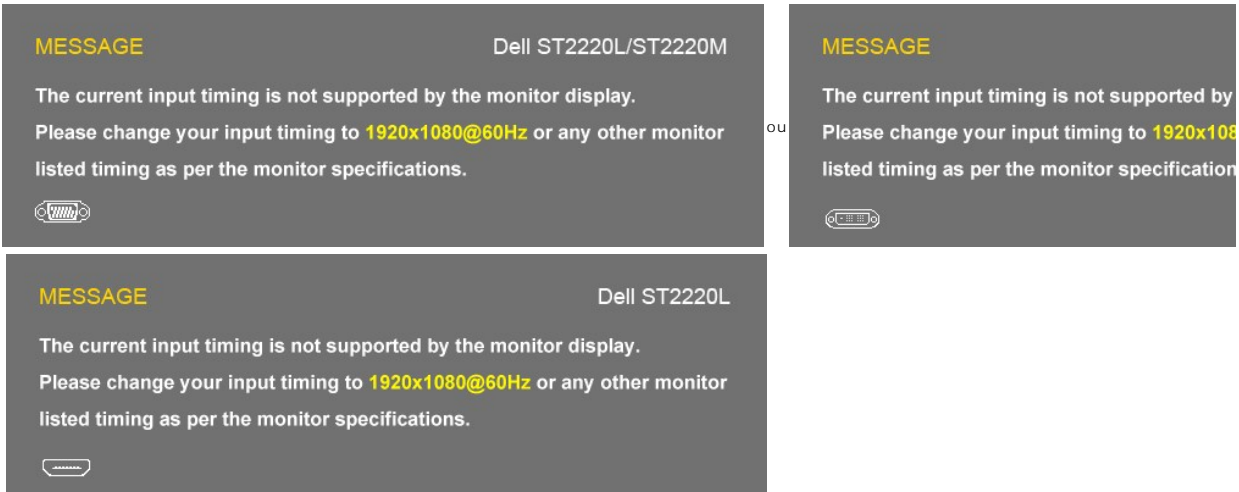 MESSAGE Dell ST2220L/ST2220M
The current input timing is not supported by the monitor display.
Please change your input timing to 1920x1080@60Hz or any other monitor
listed timing as per the monitor specifications.
ou
MESSAGE
The current input timing is not supported by
Please change your input timing to
listed timing as per the monitor
MESSAGE Dell ST2220L
The current input timing is not supported by the monitor display.
Please change your input timing to 1920x1080@60Hz or any other monitor
listed timing as per the monitor specifications.